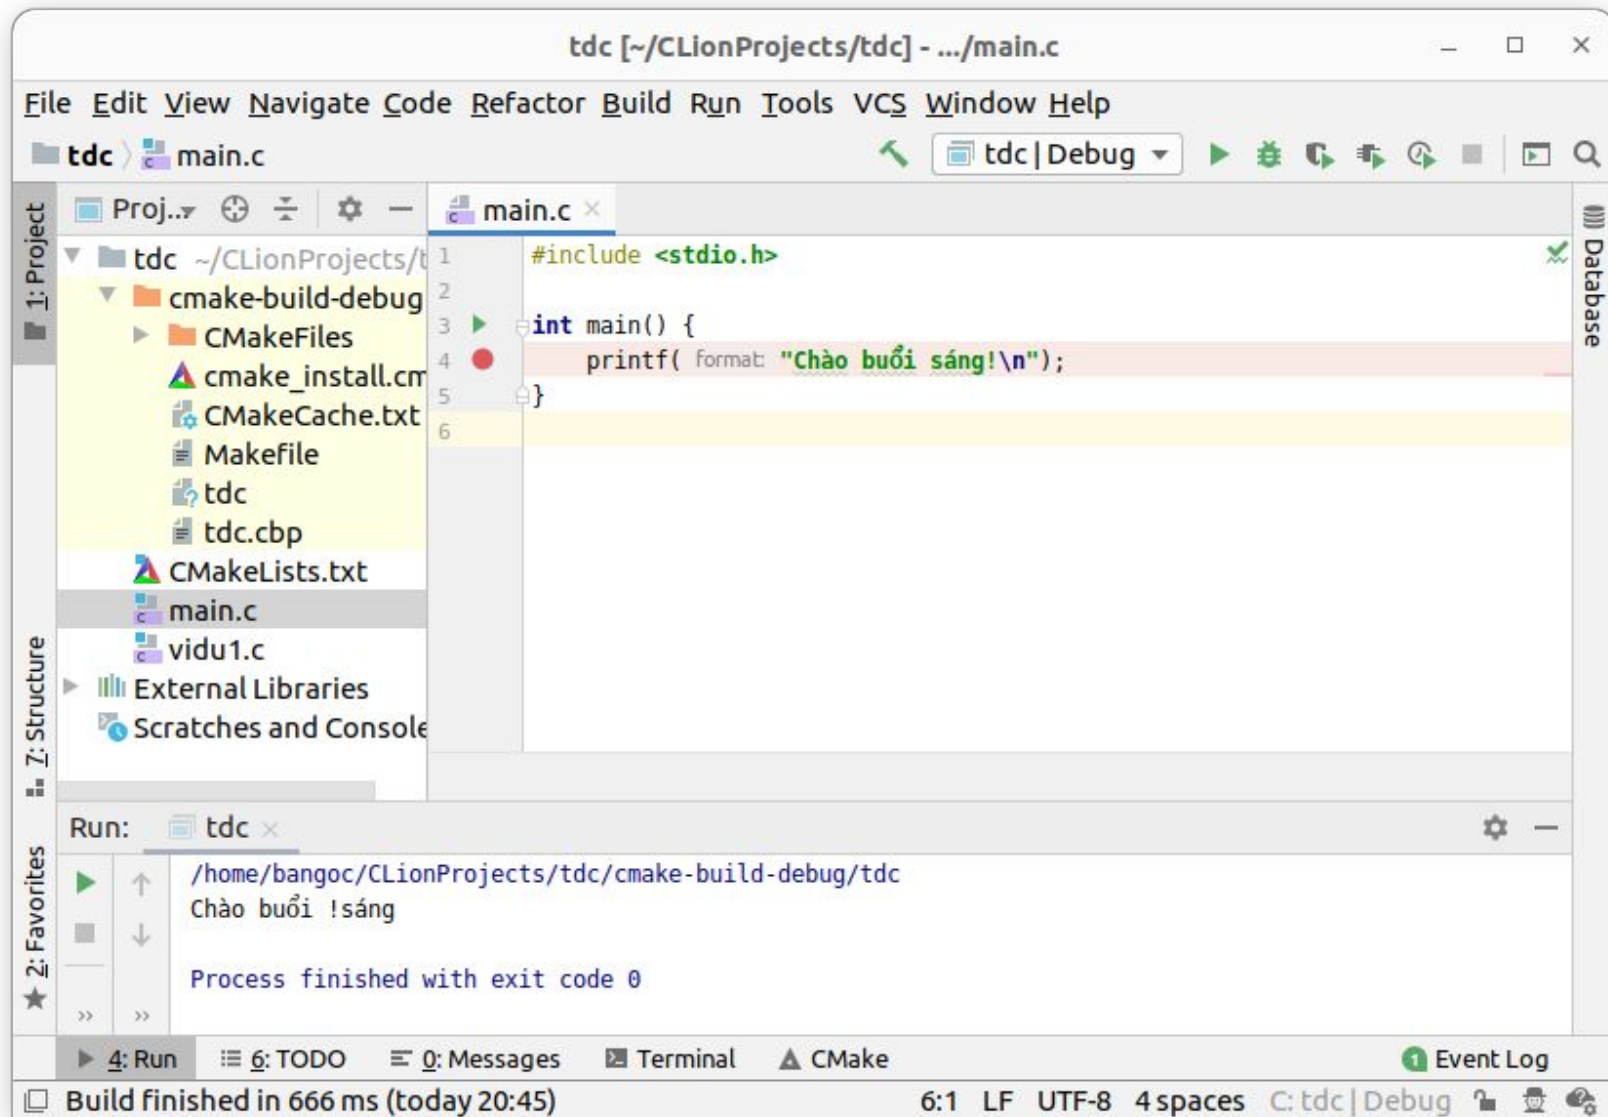 tdc [~/CLionProjects/tdc] - .../main.c
File Edit View Navigate Code Refactor Build Run Tools VCS Window Help
tdc main.c tdc | Debug
1: Project
Proj..
tdc ~/CLionProjects/t
cmake-build-debug
CMakeFiles
cmake_install.cm
CMakeCache.txt
Makefile
tdc
tdc.cbp
CMakeLists.txt
main.c
vidu1.c
External Libraries
Scratches and Console
main.c
1 #include <stdio.h>
2
3 int main() {
4 printf( format: "Chào buổi sáng!\n");
5 }
6
Database
7: Structure
2: Favorites
Run: tdc
/home/bangoc/CLionProjects/tdc/cmake-build-debug/tdc
Chào buổi !sáng
Process finished with exit code 0
4: Run 6: TODO 0: Messages Terminal CMake 1 Event Log
Build finished in 666 ms (today 20:45) 6:1 LF UTF-8 4 spaces C: tdc | Debug